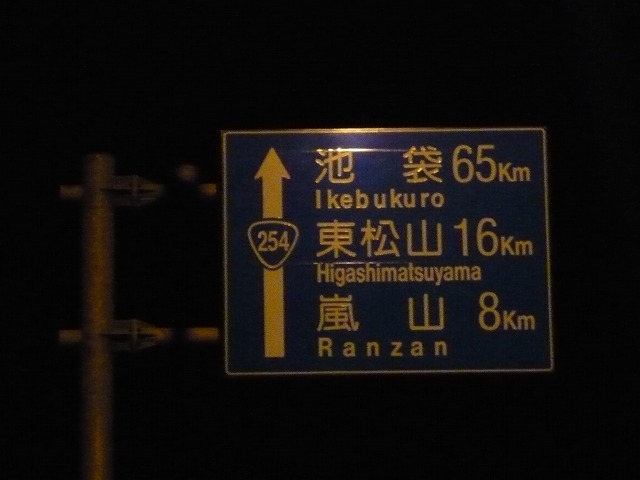 池袋 65Km
Ikebukuro
254
東松山 16Km
Higashimatsuyama
嵐山 8Km
Ranzan